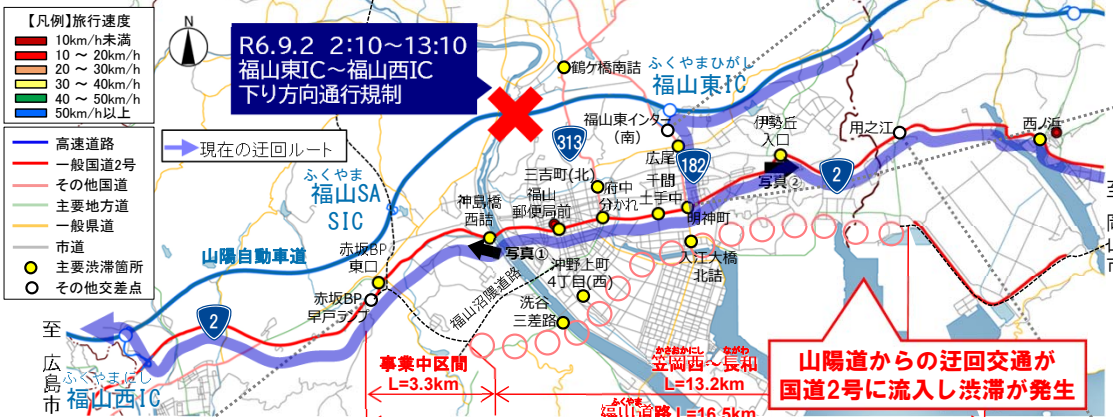 【凡例】旅行速度
10km/h未満
10 ～ 20km/h
20 ～ 30km/h
30 ～ 40km/h
40 ～ 50km/h
50km/h以上
高速道路
一般国道2号
その他国道
主要地方道
一般県道
市道
主要渋滞箇所
その他交差点
N
R6.9.2 2:10～13:10
福山東IC～福山西IC
下り方向通行規制
現在の迂回ルート
鶴ケ橋南詰
ふくやまひがし
福山東IC
福山東インター
(南)
313
広尾
182
千間
土手中
伊勢丘
入口
写真②
2
用之江
西ノ浜
至
岡山市
三吉町(北)
福山
郵便局前
府中
分かれ
明神町
神島橋
西詰
写真①
ふくやま
福山SA
SIC
山陽自動車道
赤坂BP
東口
赤坂BP
早戸ランプ
2
福山沼隈道路
沖野上町
4丁目(西)
洗谷
三差路
入江大橋
北詰
至
広島市
ふくやまにし
福山西IC
事業中区間
L=3.3km
かさおかにし ながわ
笠岡西～長和
L=13.2km
ふくやま
福山道路 L=16.5km
山陽道からの迂回交通が
国道2号に流入し渋滞が発生